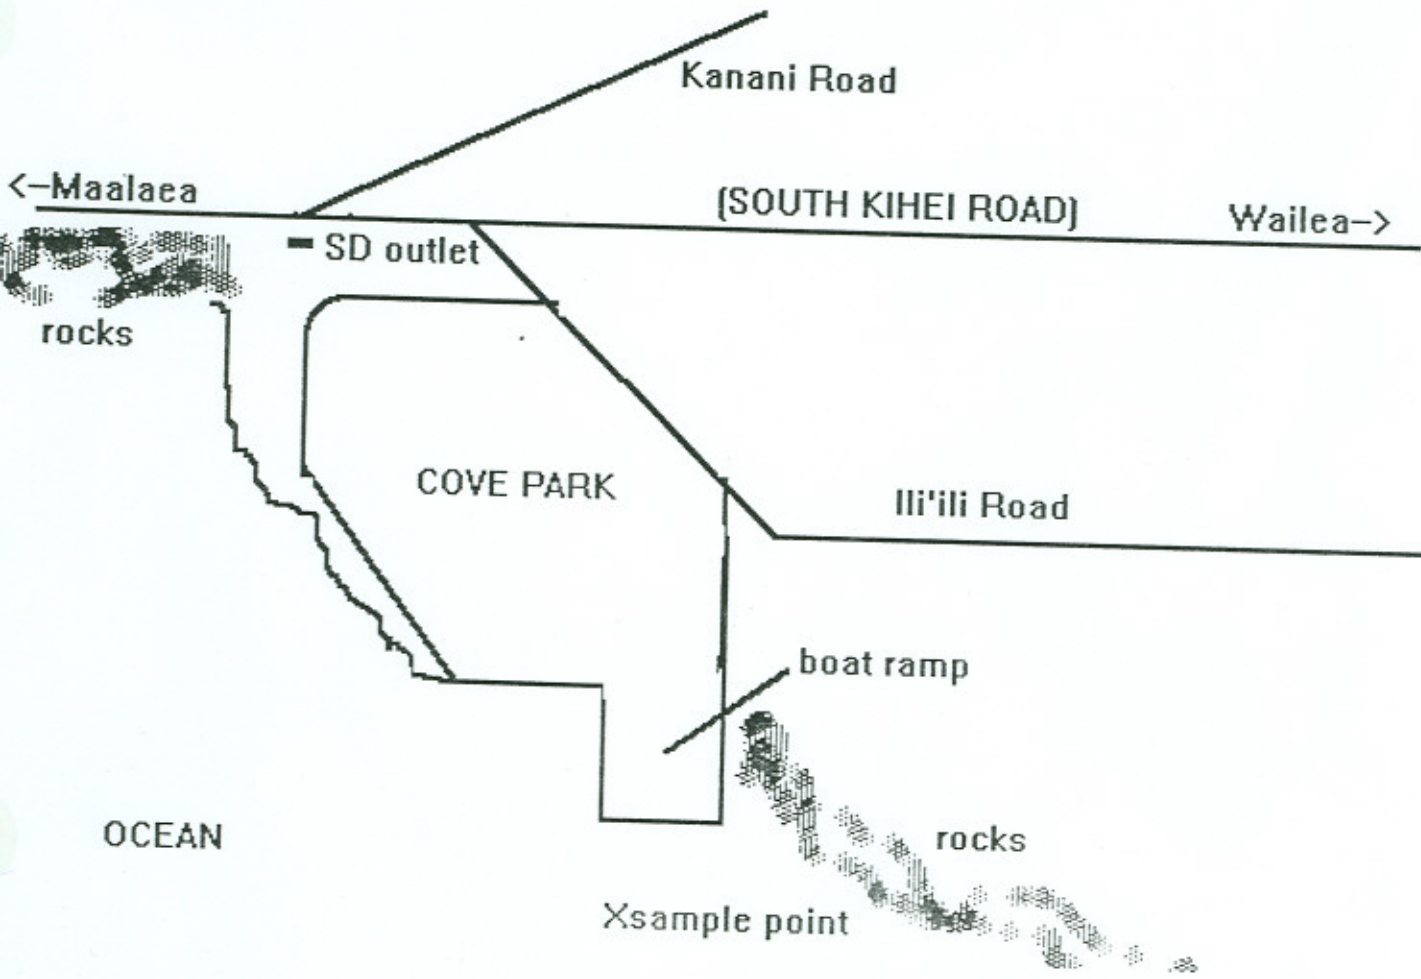 Kanani Road
<-Maalaea
(SOUTH KIHEI ROAD)
Wailea->
SD outlet
rocks
COVE PARK
Ili'ili Road
boat ramp
OCEAN
rocks
Xsample point